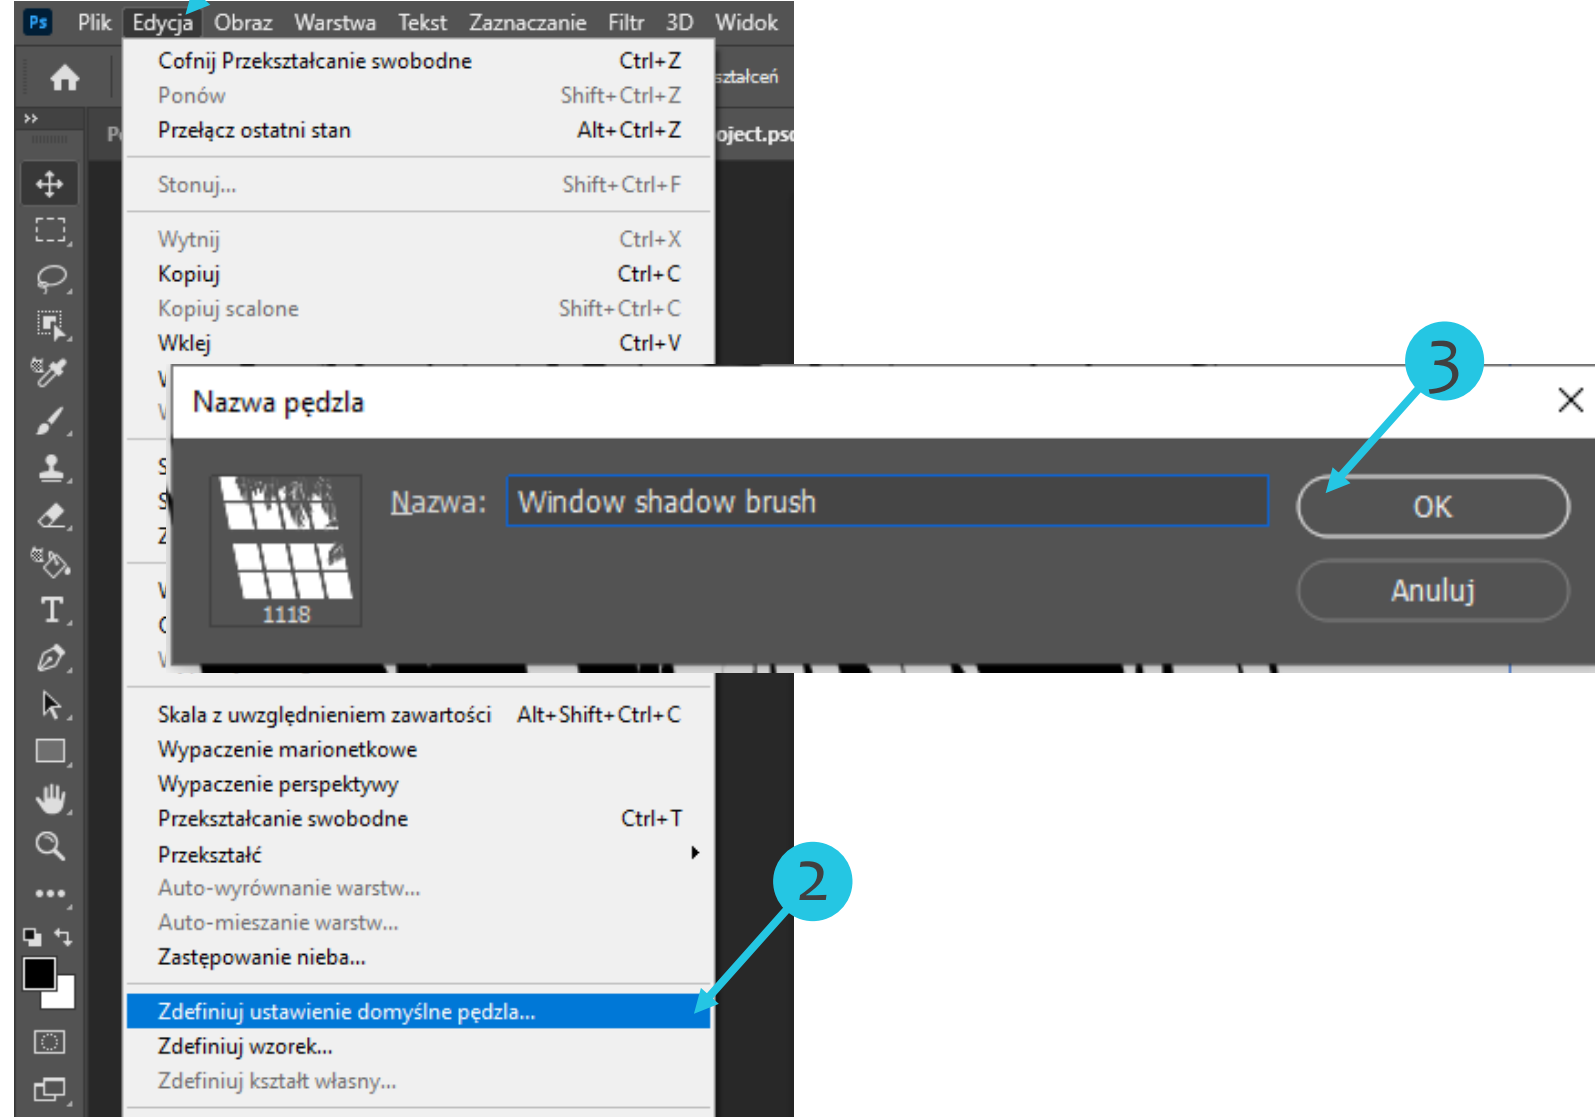 Ps Plik Edycja Obraz Warstwa Tekst Zaznaczanie Filtr 3D Widok
Cofnij Przekształcanie swobodne Ctrl+Z
Ponów Shift+Ctrl+Z
Przełącz ostatni stan Alt+Ctrl+Z
Stonuj... Shift+Ctrl+F
Wytnij Ctrl+X
Kopiuj Ctrl+C
Kopiuj scalone Shift+Ctrl+C
Wklej Ctrl+V
3
Nazwa pędzla
Nazwa: Window shadow brush
OK
Anuluj
1118
Skala z uwzględnieniem zawartości Alt+Shift+Ctrl+C
Wypaczenie marionetkowe
Wypaczenie perspektywy
Przekształcanie swobodne Ctrl+T
Przekształć
Auto-wyrównanie warstw...
Auto-mieszanie warstw...
Zastępowanie nieba...
2
Zdefiniuj ustawienie domyślne pędzla...
Zdefiniuj wzorek...
Zdefiniuj kształt własny...